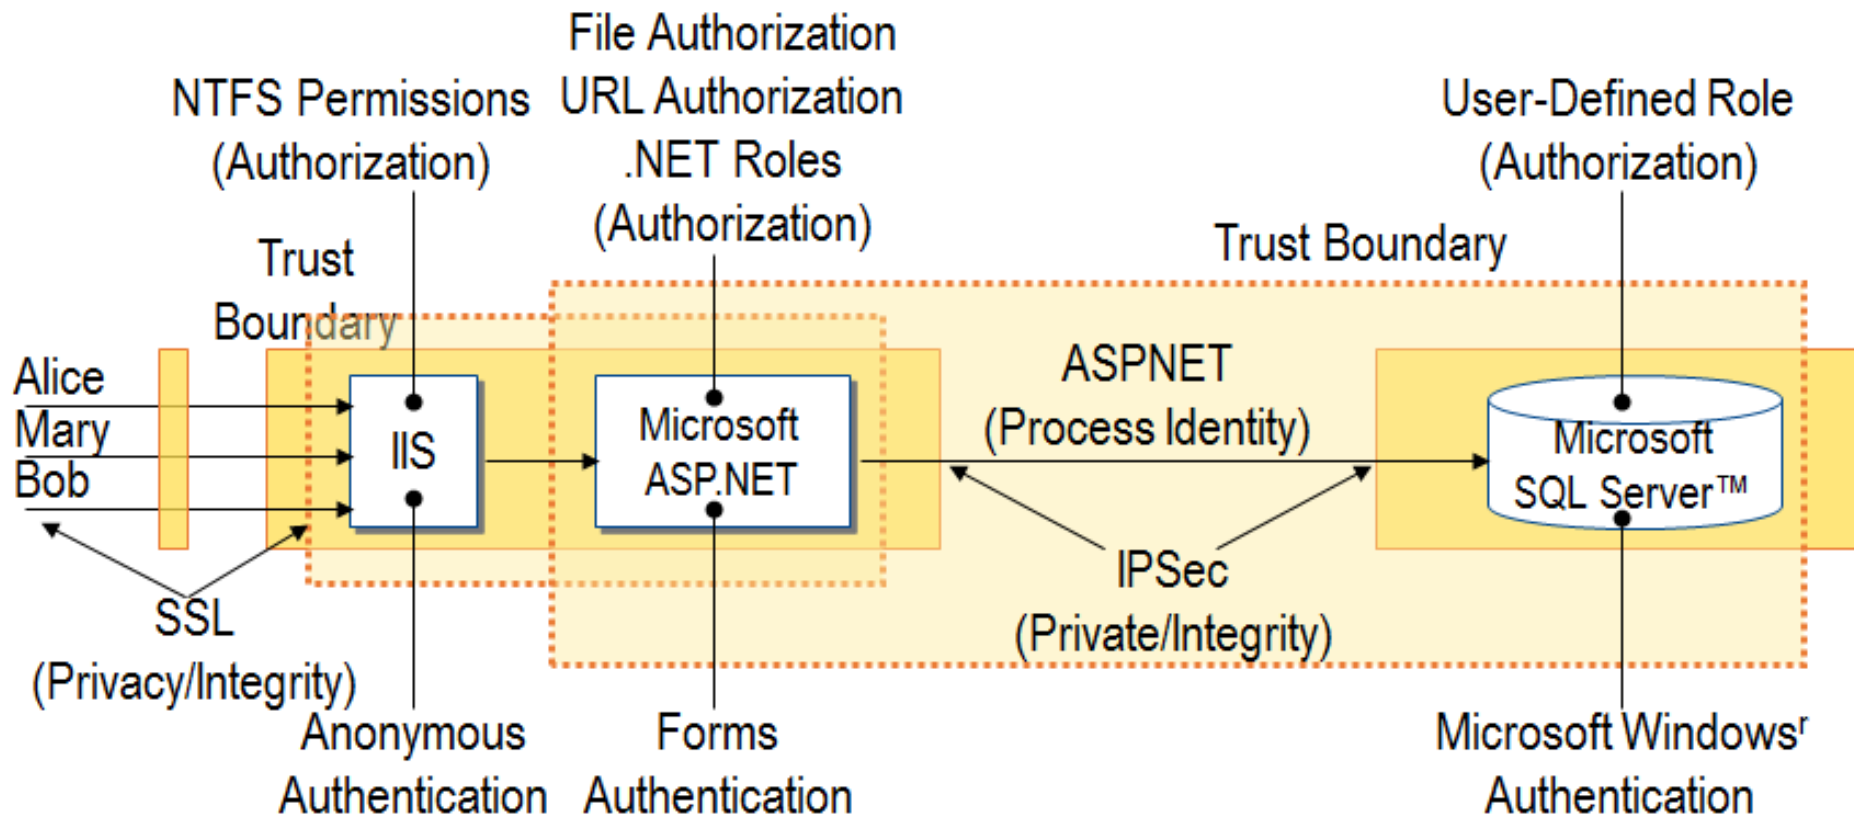 File Authorization
URL Authorization
.NET Roles
(Authorization)
NTFS Permissions
(Authorization)
User-Defined Role
(Authorization)
Trust
Boundary
Trust Boundary
Alice
Mary
Bob
IIS
Microsoft
ASP.NET
ASPNET
(Process Identity)
Microsoft
SQL Server™
SSL
(Privacy/Integrity)
IPSec
(Private/Integrity)
Anonymous
Authentication
Forms
Authentication
Microsoft Windowsʳ
Authentication